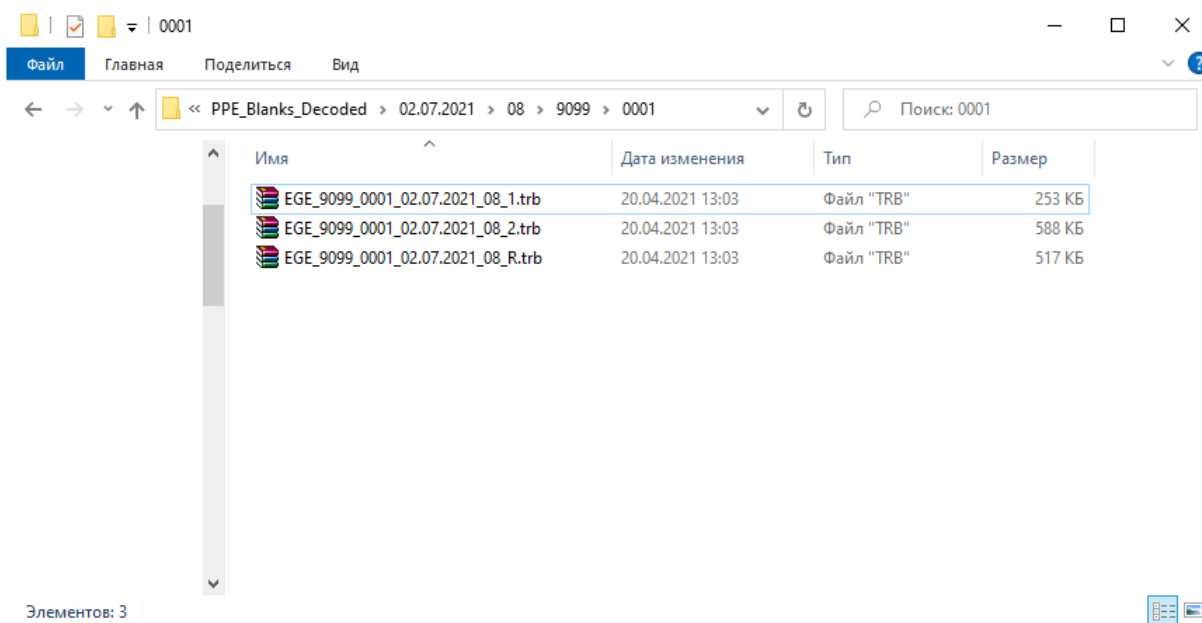 0001
Файл Главная Поделиться Вид
« PPE_Blanks_Decoded › 02.07.2021 › 08 › 9099 › 0001 Поиск: 0001
Имя Дата изменения Тип Размер
EGE_9099_0001_02.07.2021_08_1.trb 20.04.2021 13:03 Файл "TRB" 253 КБ
EGE_9099_0001_02.07.2021_08_2.trb 20.04.2021 13:03 Файл "TRB" 588 КБ
EGE_9099_0001_02.07.2021_08_R.trb 20.04.2021 13:03 Файл "TRB" 517 КБ
Элементов: 3